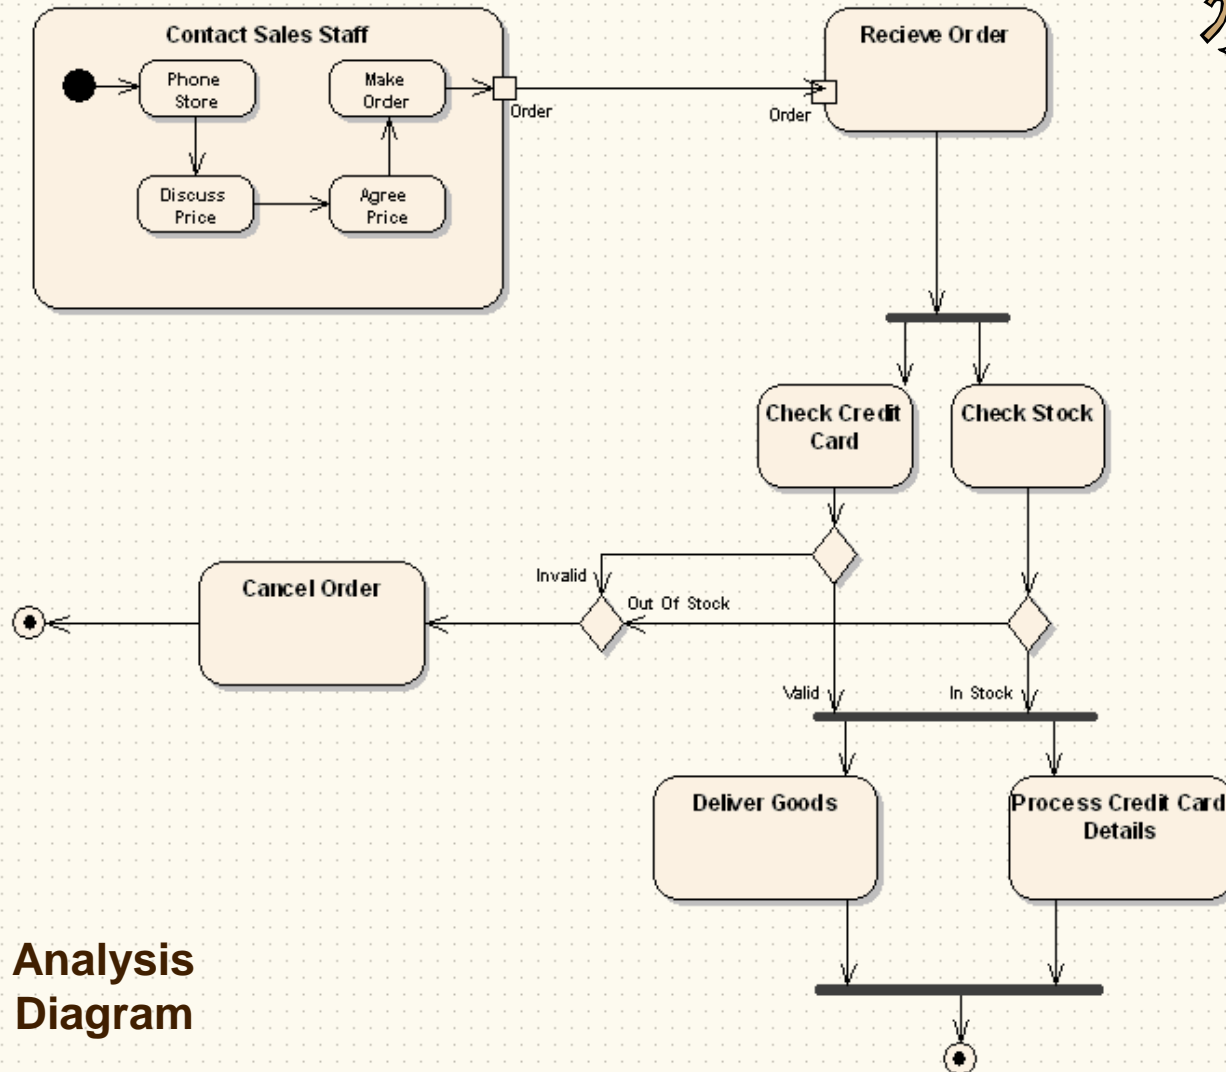 Contact Sales Staff
Phone
Store
Make
Order
Discuss
Price
Agree
Price
Order
Order
Recieve Order
Check Credit
Card
Check Stock
Invalid
Out Of Stock
Cancel Order
Valid
In Stock
Deliver Goods
Process Credit Card
Details
Analysis
Diagram